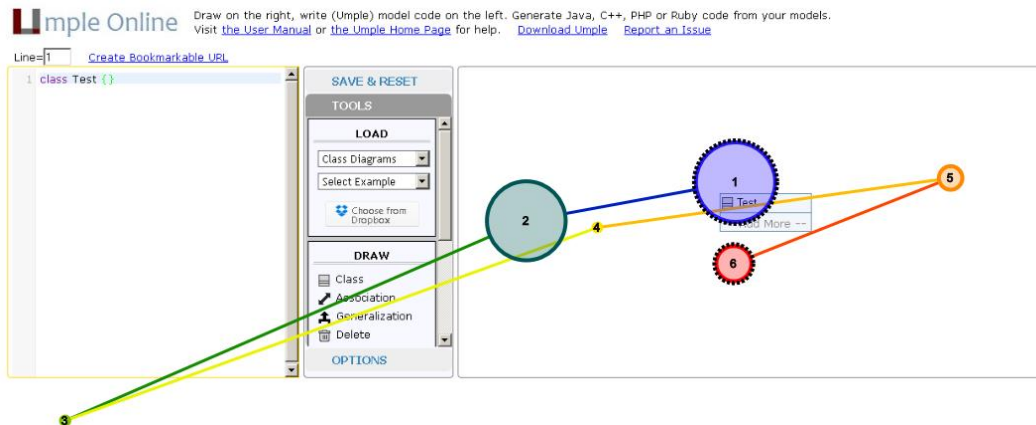 Umple Online
Draw on the right, write (Umple) model code on the left. Generate Java, C++, PHP or Ruby code from your models.
Visit the User Manual or the Umple Home Page for help. Download Umple Report an Issue
Line= 1 Create Bookmarkable URL
1 class Test {}
SAVE & RESET
TOOLS
LOAD
Class Diagrams
Select Example
Choose from
Dropbox
DRAW
Class
Association
Generalization
Delete
OPTIONS
1
2
3
4
5
6
Test
More --